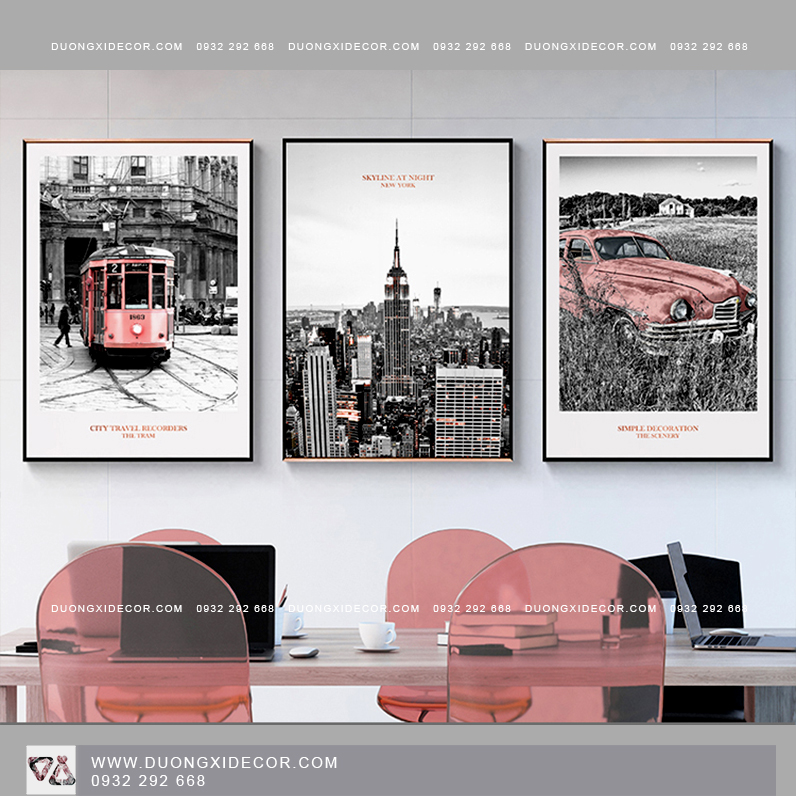 DUONGXIDECOR.COM 0932 292 668 DUONGXIDECOR.COM 0932 292 668 DUONGXIDECOR.COM 0932 292 668
SKYLINE AT NIGHT
NEW YORK
2
1863
CITY TRAVEL RECORDERS
THE TRAM
SIMPLE DECORATION
THE SCENERY
DUONGXIDECOR.COM 0932 292 668 DUONGXIDECOR.COM 0932 292 668 DUONGXIDECOR.COM 0932 292 668
WWW.DUONGXIDECOR.COM
0932 292 668